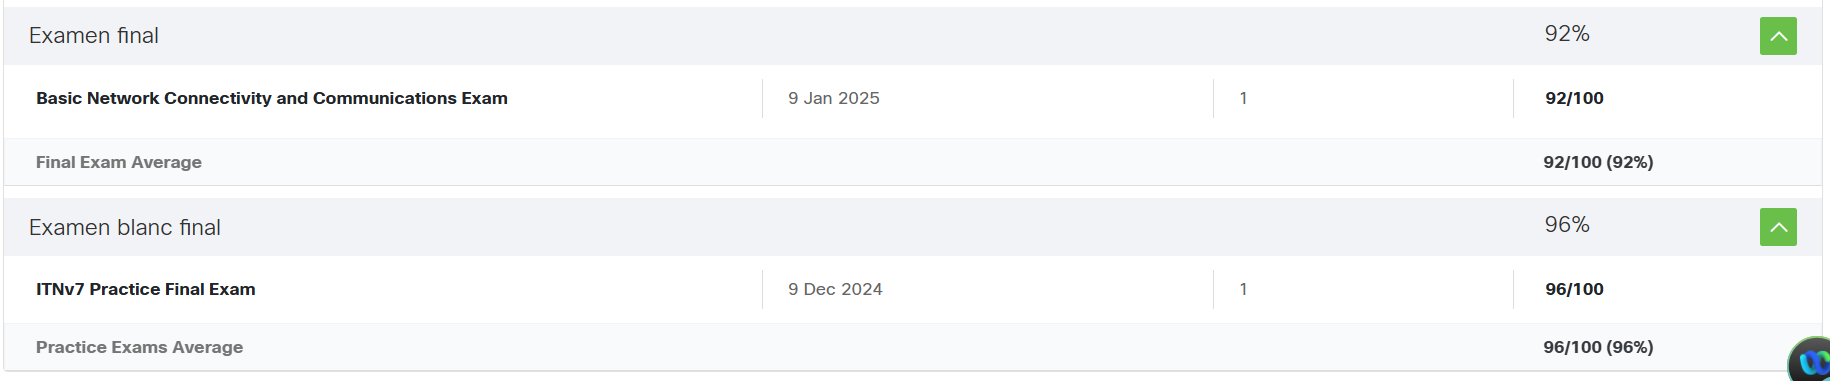 Examen final 92%
Basic Network Connectivity and Communications Exam 9 Jan 2025 1 92/100
Final Exam Average 92/100 (92%)
Examen blanc final 96%
ITNv7 Practice Final Exam 9 Dec 2024 1 96/100
Practice Exams Average 96/100 (96%)